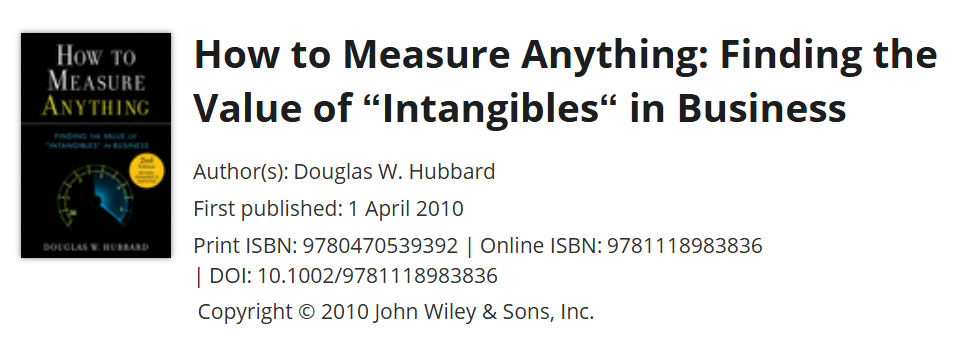 How to
Measure
Anything
Finding the Value of
"Intangibles" in Business
2nd
Edition
Douglas W. Hubbard
How to Measure Anything: Finding the
Value of “Intangibles“ in Business
Author(s): Douglas W. Hubbard
First published: 1 April 2010
Print ISBN: 9780470539392 | Online ISBN: 9781118983836
| DOI: 10.1002/9781118983836
Copyright © 2010 John Wiley & Sons, Inc.